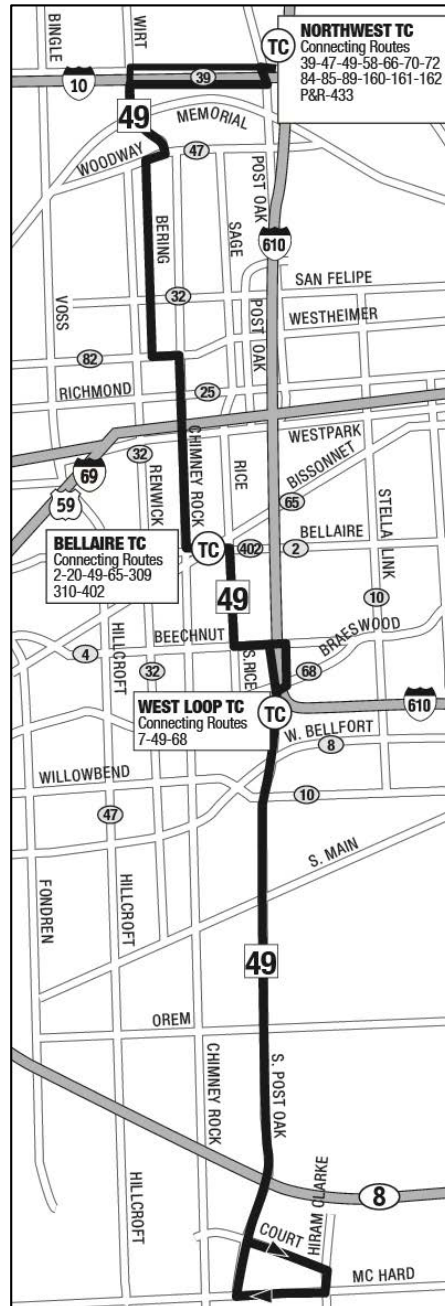 BINGLE
WIRT
TC
NORTHWEST TC
Connecting Routes
39-47-49-58-66-70-72
84-85-89-160-161-162
P&R-433
10
39
49
MEMORIAL
WOODWAY
47
POST OAK
BERING
SAGE
610
SAN FELIPE
VOSS
32
POST OAK
WESTHEIMER
82
RICHMOND
25
CHIMNEY ROCK
WESTPARK
69
59
32
RENWICK
RICE
BISSONNET
65
STELLA LINK
BELLAIRE TC
Connecting Routes
2-20-49-65-309
310-402
TC
402
2
BELLAIRE
49
10
HILLCROFT
BEECHNUT
BRAESWOOD
4
32
S. RICE
68
WEST LOOP TC
Connecting Routes
7-49-68
TC
610
W. BELLFORT
8
WILLOWBEND
10
47
S. MAIN
FONDREN
HILLCROFT
49
OREM
CHIMNEY ROCK
S. POST OAK
HILLCROFT
HIRAM CLARKE
8
COURT
MC HARD